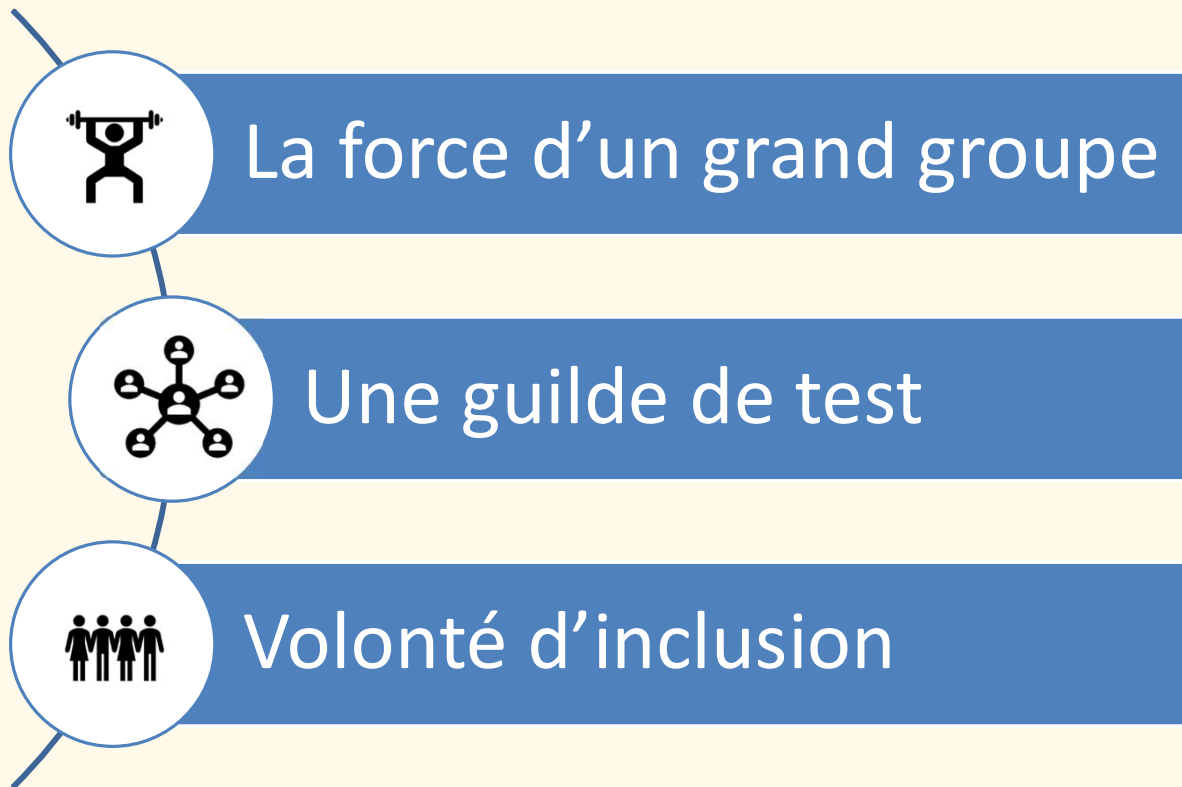 La force d’un grand groupe
Une guilde de test
Volonté d’inclusion